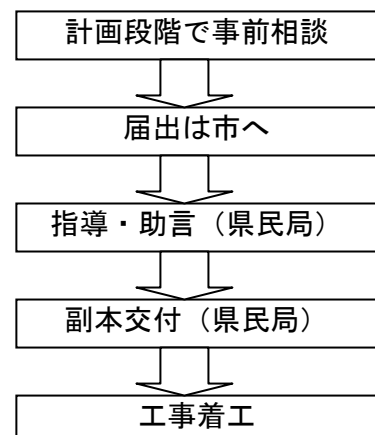 計画段階で事前相談
届出は市へ
指導・助言（県民局）
副本交付（県民局）
工事着工